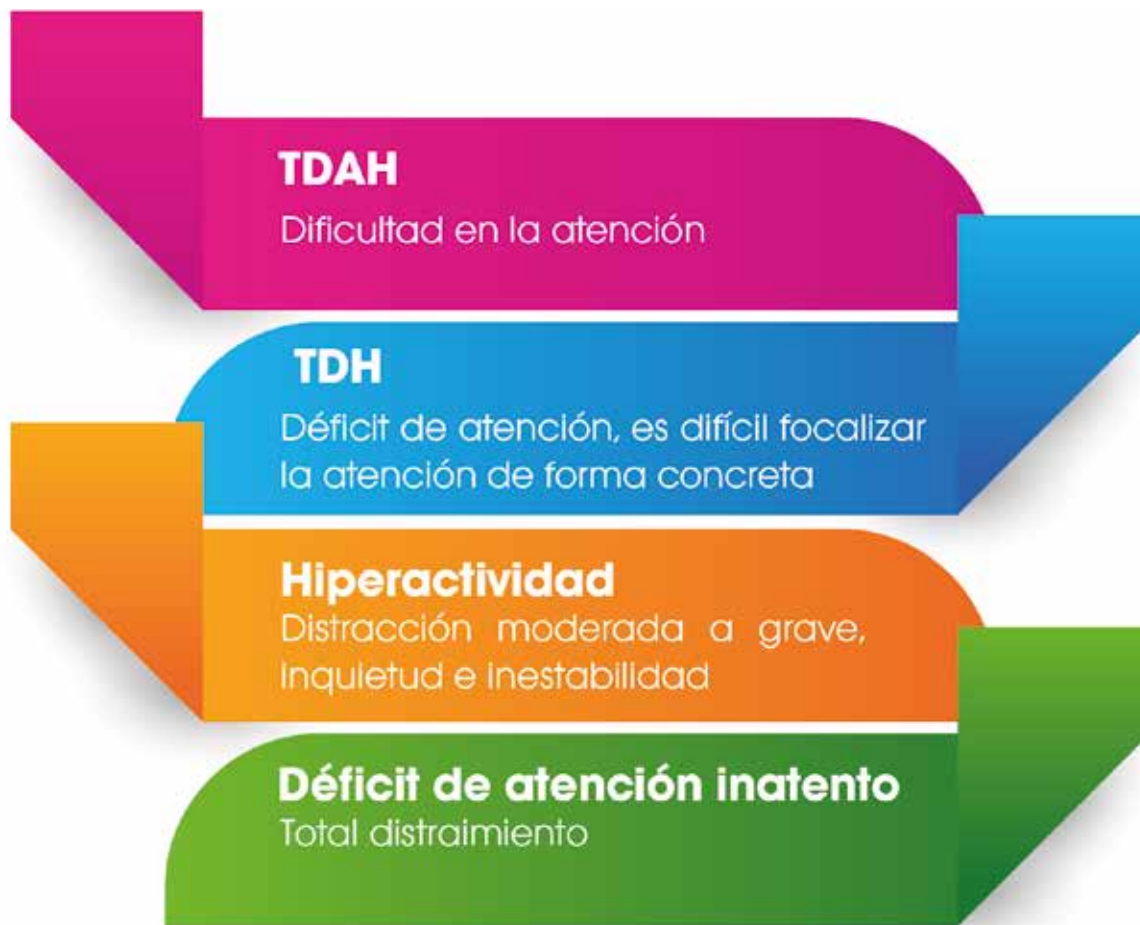 TDAH
Dificultad en la atención
TDH
Déficit de atención, es difícil focalizar
la atención de forma concreta
Hiperactividad
Distracción moderada a grave,
inquietud e inestabilidad
Déficit de atención inatento
Total distraimiento